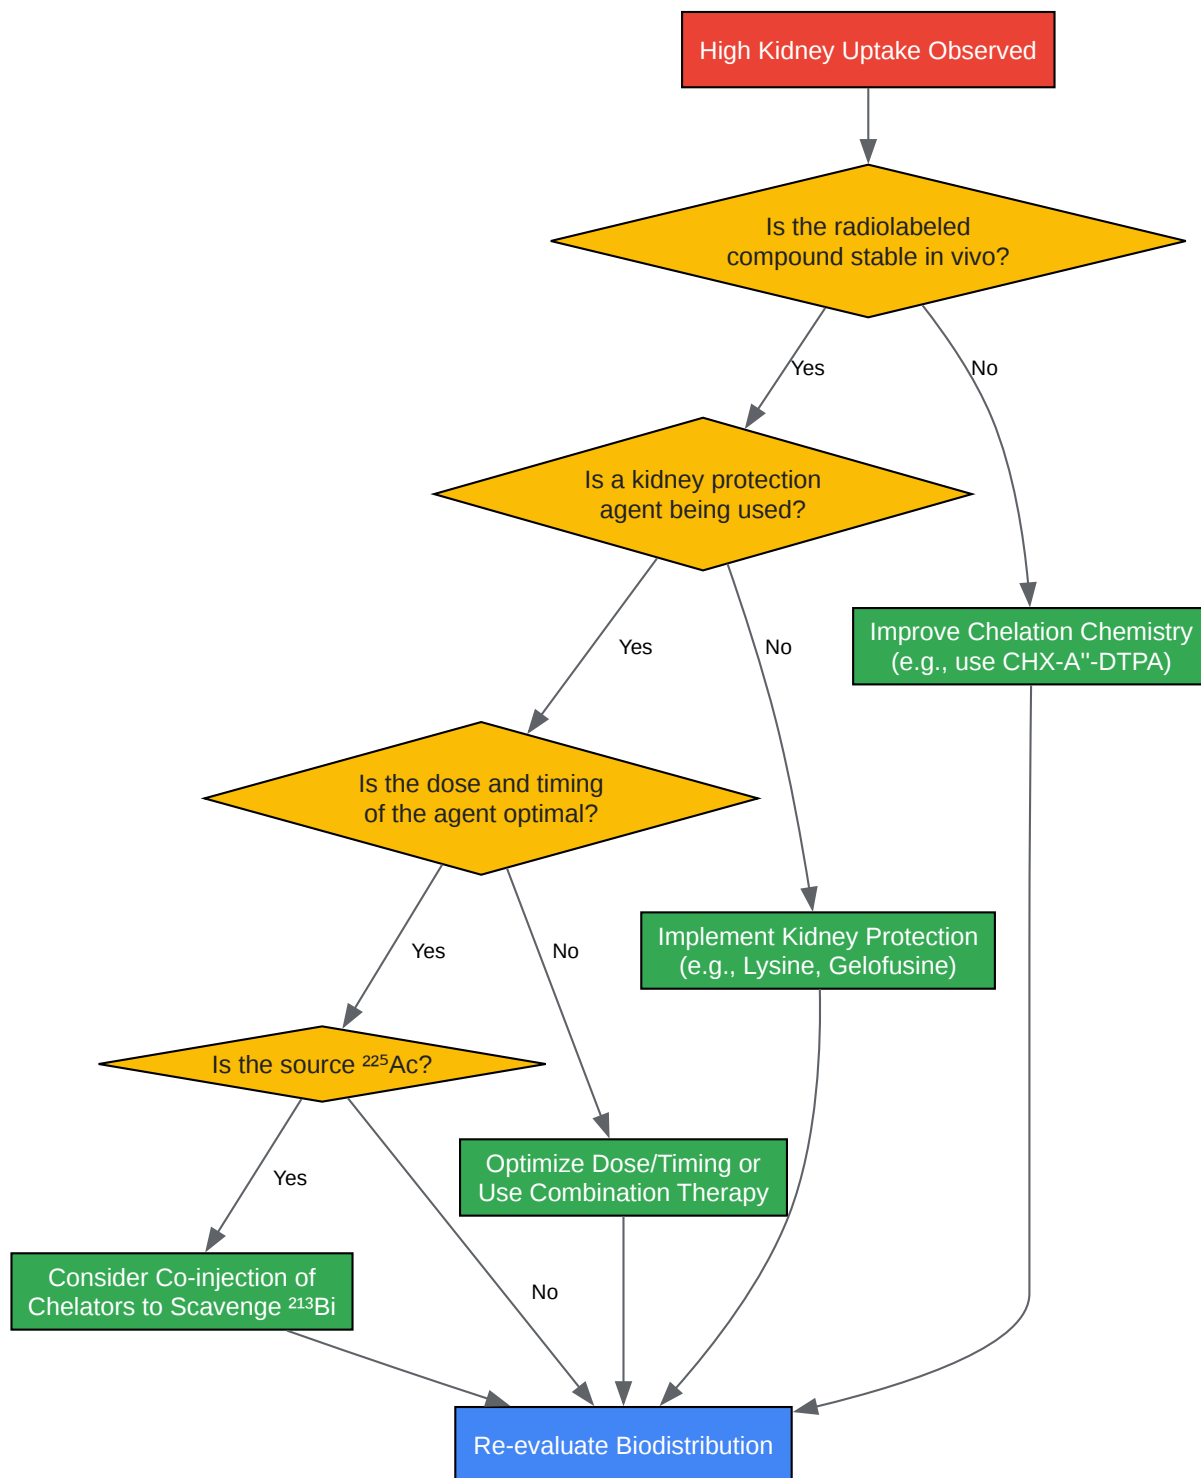 High Kidney Uptake Observed
Is the radiolabeled
compound stable in vivo?
Yes
No
Is a kidney protection
agent being used?
Yes
No
Improve Chelation Chemistry
(e.g., use CHX-A"-DTPA)
Is the dose and timing
of the agent optimal?
Yes
No
Implement Kidney Protection
(e.g., Lysine, Gelofusine)
Is the source ²²⁵Ac?
Yes
No
Optimize Dose/Timing or
Use Combination Therapy
Consider Co-injection of
Chelators to Scavenge ²¹³Bi
Re-evaluate Biodistribution